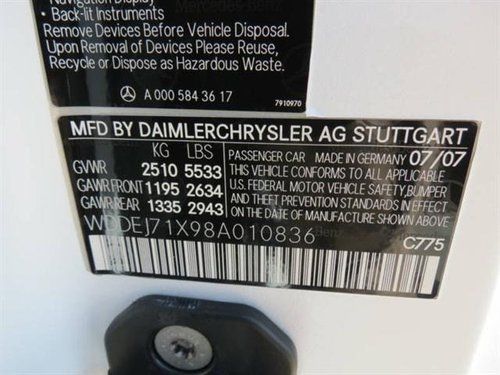 Navigation Display
• Back-lit Instruments
Remove Devices Before Vehicle Disposal.
Upon Removal of Devices Please Reuse,
Recycle or Dispose as Hazardous Waste.
A 000 584 36 17
7910970
MFD BY DAIMLERCHRYSLER AG STUTTGART
KG LBS
GVWR 2510 5533
GAWR FRONT 1195 2634
GAWR REAR 1335 2943
PASSENGER CAR MADE IN GERMANY 07/07
THIS VEHICLE CONFORMS TO ALL APPLICABLE
U.S. FEDERAL MOTOR VEHICLE SAFETY, BUMPER
AND THEFT PREVENTION STANDARDS IN EFFECT
ON THE DATE OF MANUFACTURE SHOWN ABOVE.
WDDEJ71X98A010836
C775